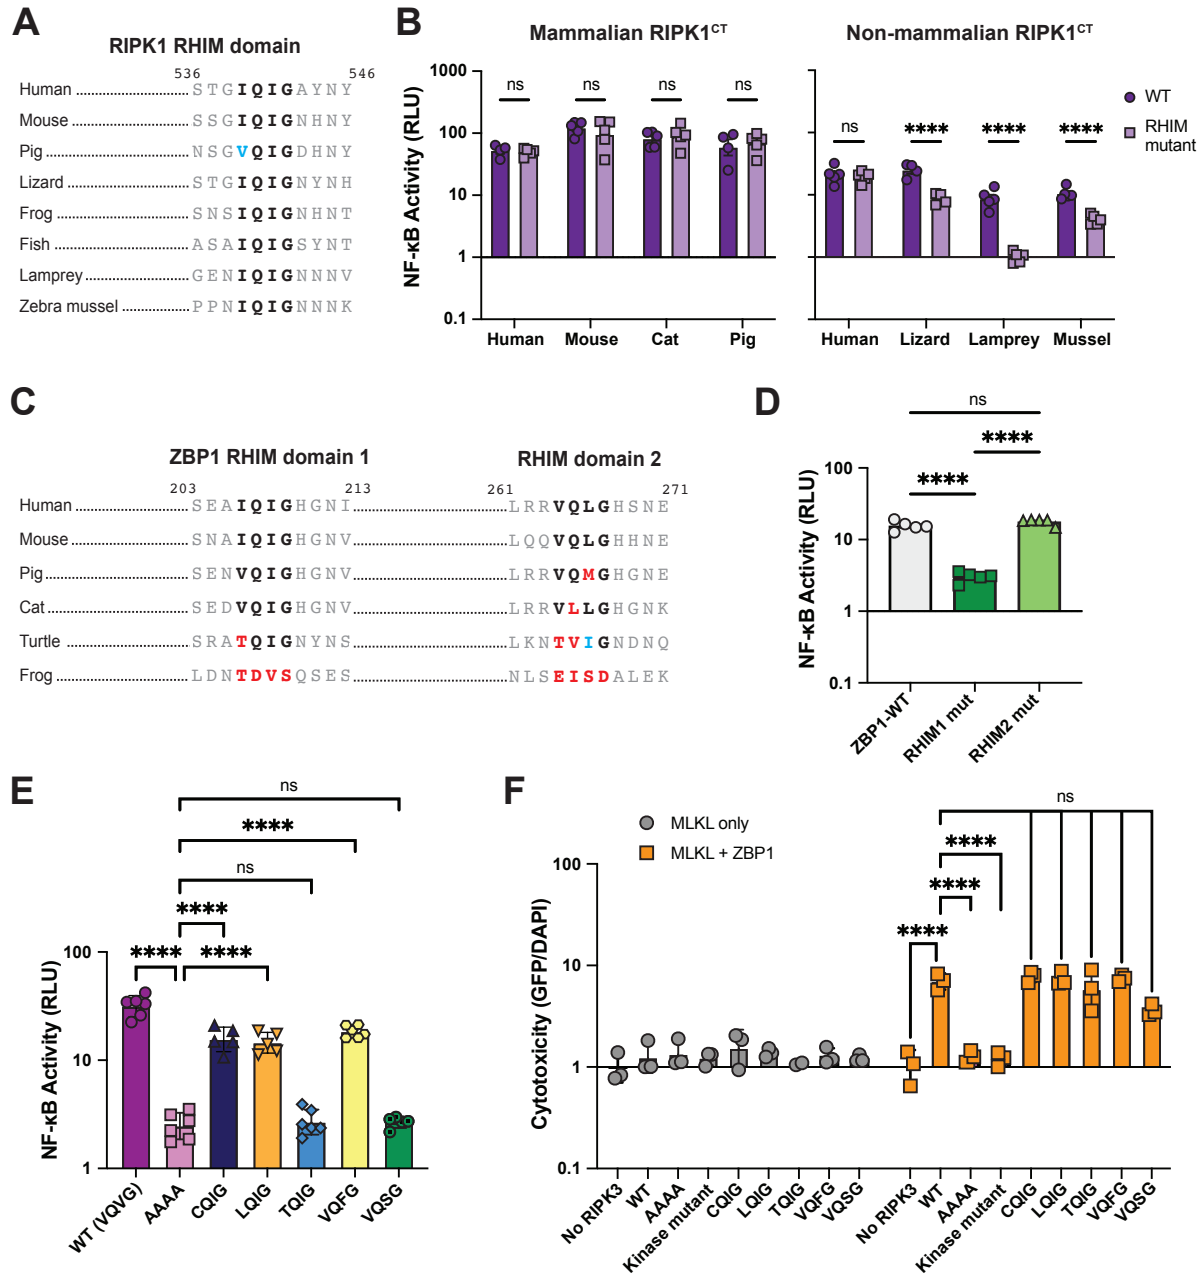 A
RIPK1 RHIM domain
536 546
Human STGIQIGAYNY
Mouse SSGIQIGNHNY
Pig NSGVQIGDHNY
Lizard STGIQIGNYNH
Frog SNSIQIGNHNT
Fish ASAIQIGSYNT
Lamprey GENIQIGNNNV
Zebra mussel PPNIQIGNNNK
B
Mammalian RIPK1CT
Non-mammalian RIPK1CT
NF-κB Activity (RLU)
1000
100
10
1
0.1
ns ns ns ns
Human Mouse Cat Pig
ns **** **** ****
Human Lizard Lamprey Mussel
WT
RHIM
mutant
C
ZBP1 RHIM domain 1
RHIM domain 2
203 213 261 271
Human SEAIQIGHGNI LRRVQLGHSNE
Mouse SNAIQIGHGNV LQQVQLGHHNE
Pig SENVQIGHGNV LRRVQMGHGNE
Cat SEDVQIGHGNV LRRVLLGHGNK
Turtle SRATQIGNYNS LKNTVIGNDNQ
Frog LDNTDVSQSES NLSEISDALEK
D
ns
****
****
NF-κB Activity (RLU)
100
10
1
0.1
ZBP1-WT
RHIM1 mut
RHIM2 mut
E
ns
****
ns
****
**** ****
NF-κB Activity (RLU)
100
10
1
WT (VQVG)
AAAA
CQIG
LQIG
TQIG
VQFG
VQSG
F
MLKL only
MLKL + ZBP1
ns
****
****
****
Cytotoxicity (GFP/DAPI)
100
10
1
0.1
No RIPK3
WT
AAAA
Kinase mutant
CQIG
LQIG
TQIG
VQFG
VQSG
No RIPK3
WT
AAAA
Kinase mutant
CQIG
LQIG
TQIG
VQFG
VQSG